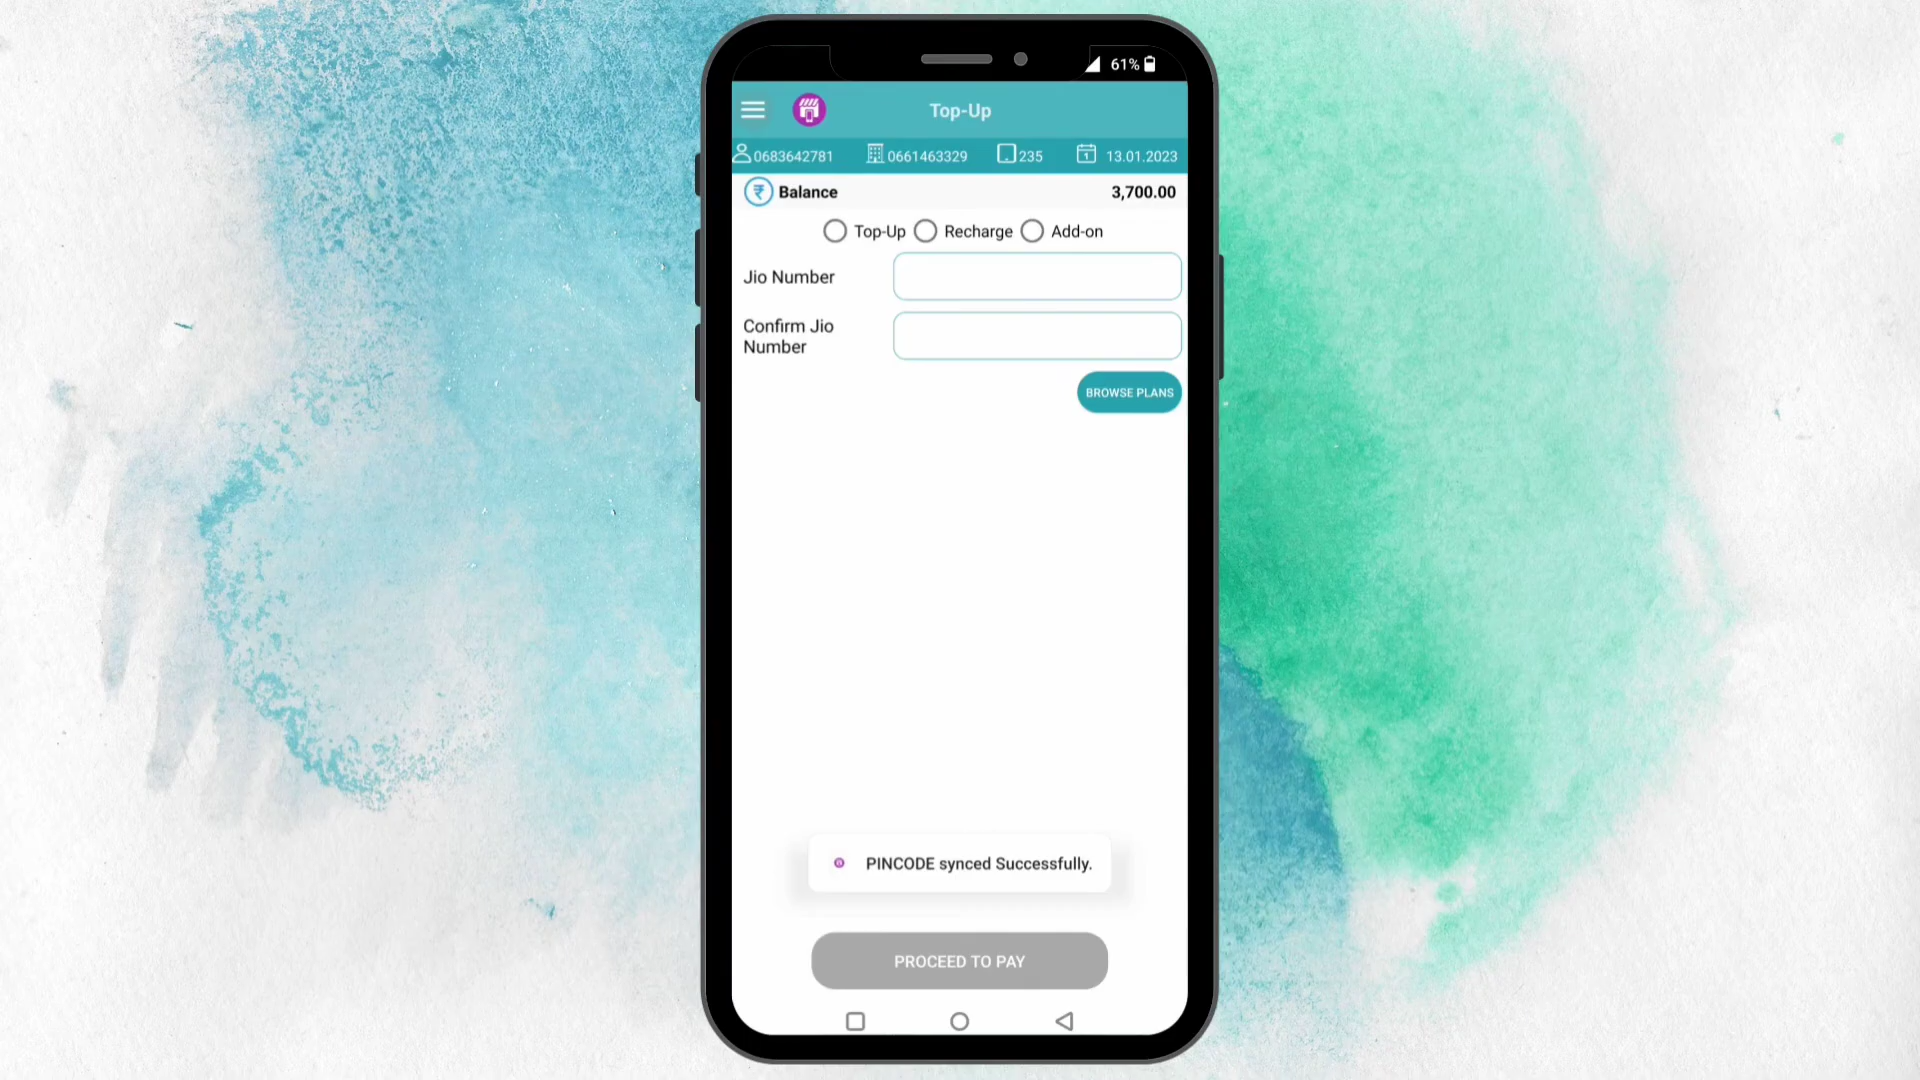 61%
Top-Up
0683642781 0661463329 235 13.01.2023
Balance 3,700.00
Top-Up Recharge Add-on
Jio Number
Confirm Jio
Number
BROWSE PLANS
PINCODE synced Successfully.
PROCEED TO PAY